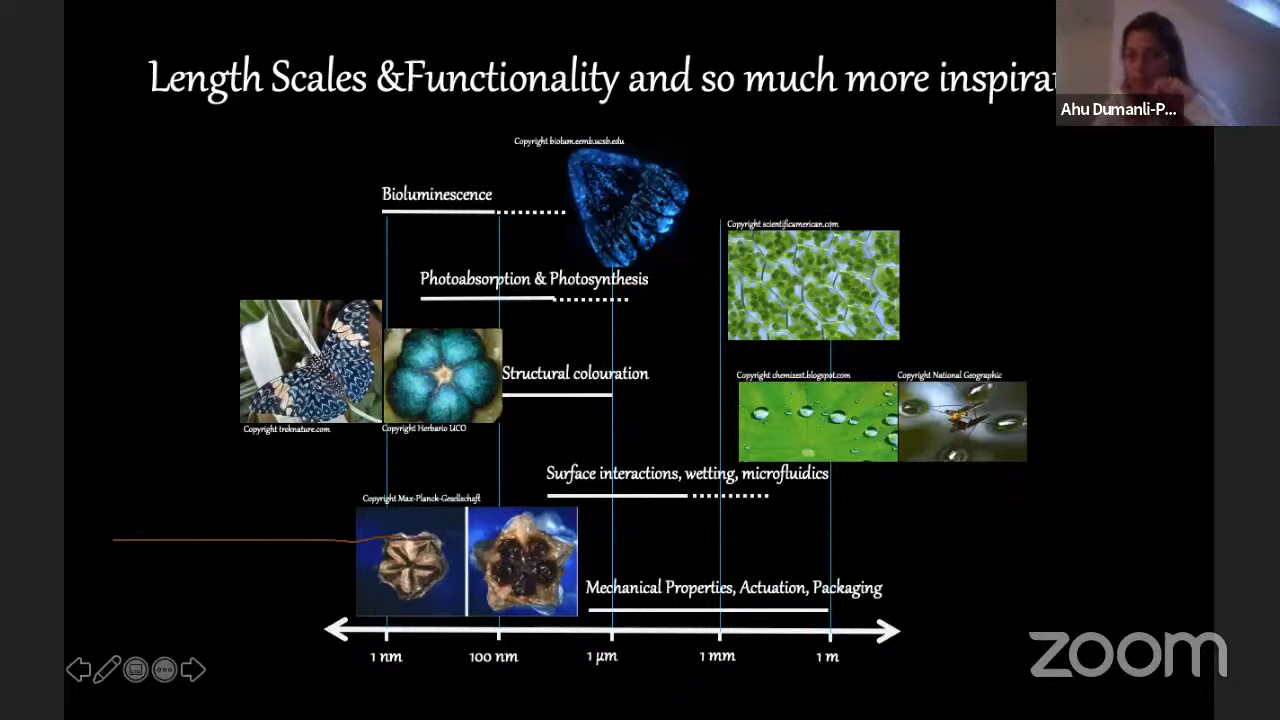 Length Scales &Functionality and so much more inspira
Ahu Dumanli-P...
Copyright biolum.eemb.ucsb.edu
Bioluminescence
Copyright scientificamerican.com
Photoabsorption & Photosynthesis
Structural colouration
Copyright chemizest.blogspot.com
Copyright National Geographic
Copyright treknature.com
Copyright Herbario UCO
Surface interactions, wetting, microfluidics
Copyright Max-Planck-Gesellschaft
Mechanical Properties, Actuation, Packaging
1 nm 100 nm 1 µm 1 mm 1 m
zoom